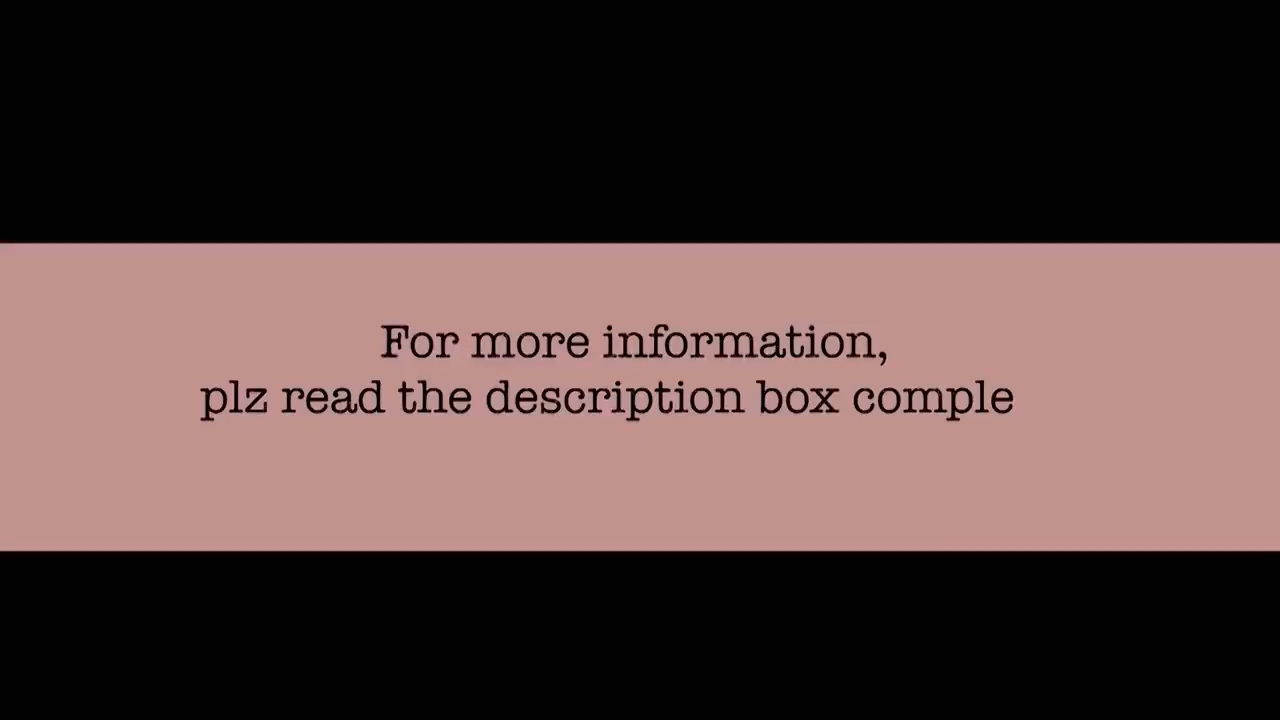 For more information,
plz read the description box comple